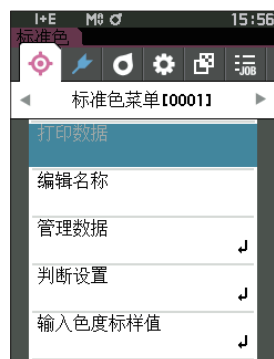 I+E M0 15:56
标准色
-JOB
标准色菜单[0001]
打印数据
编辑名称
管理数据
判断设置
输入色度标样值